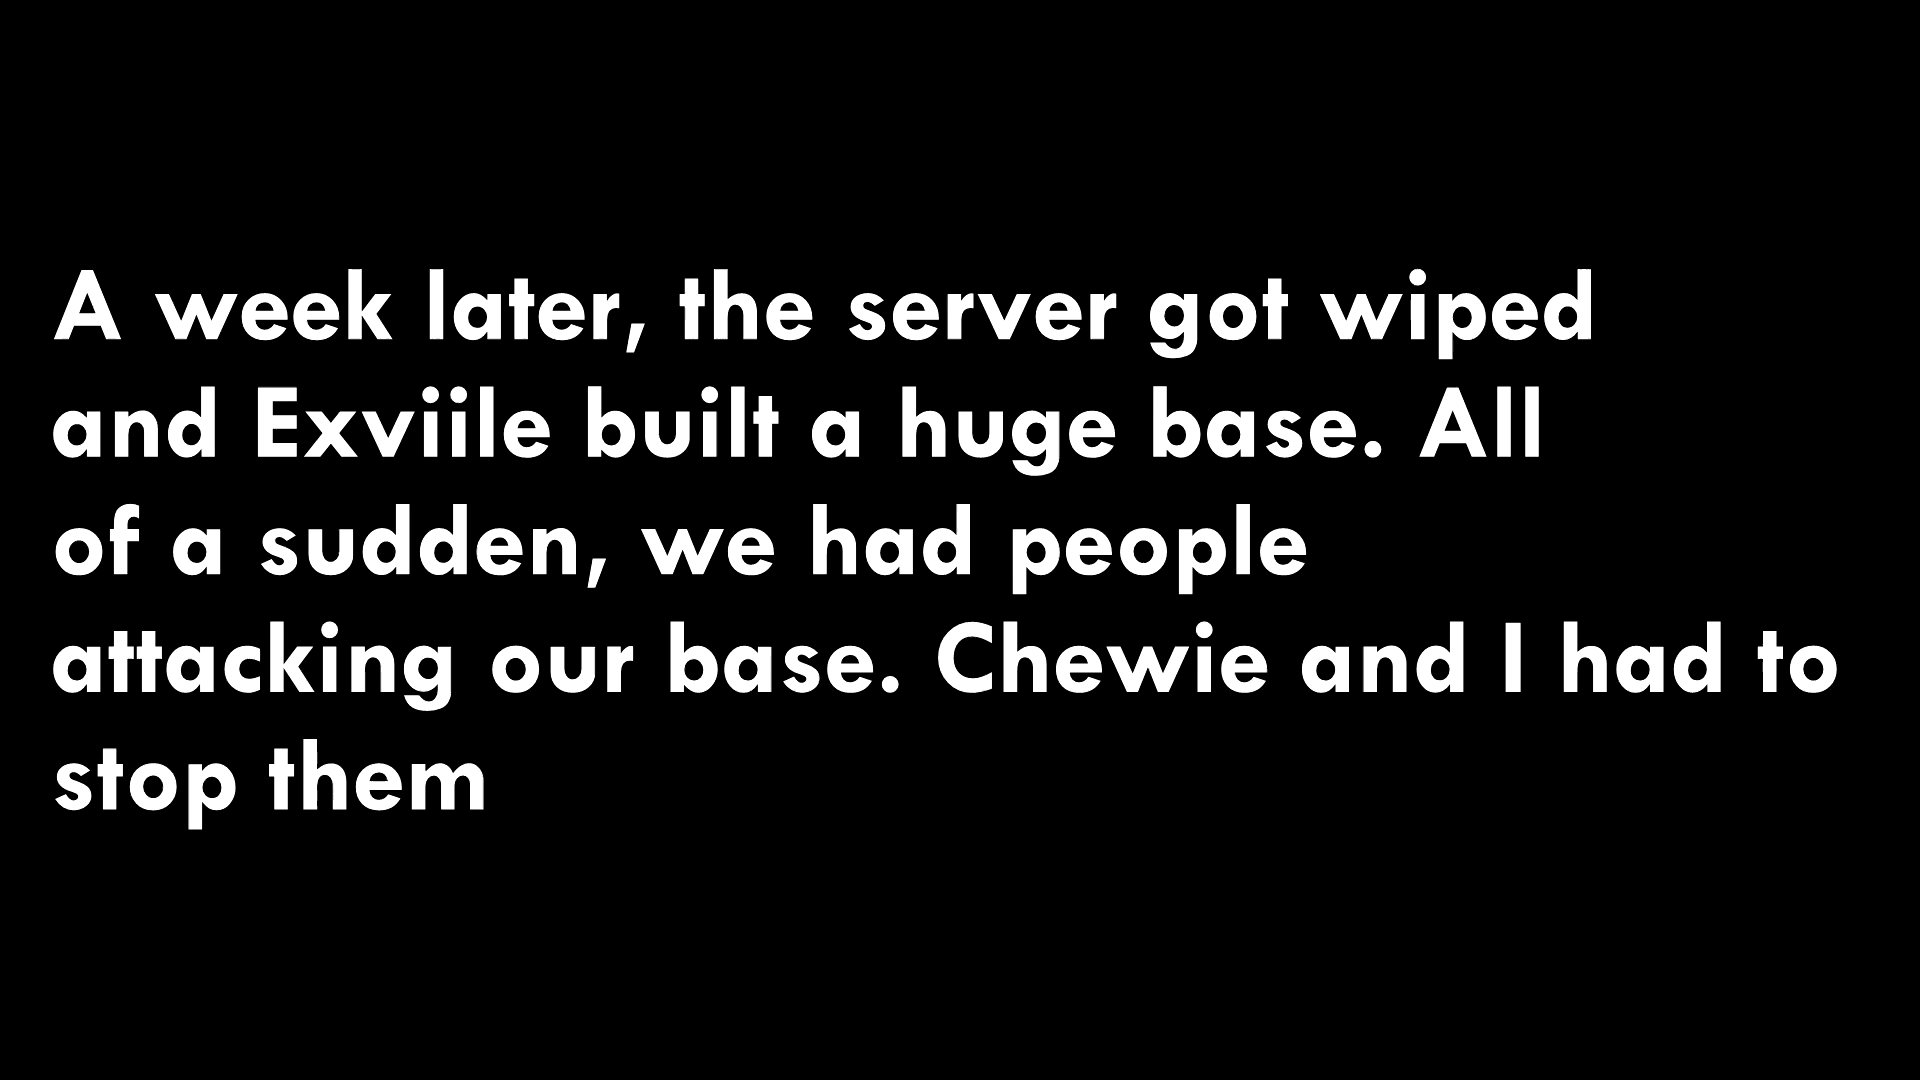 A week later, the server got wiped
and Exviile built a huge base. All
of a sudden, we had people
attacking our base. Chewie and I had to
stop them